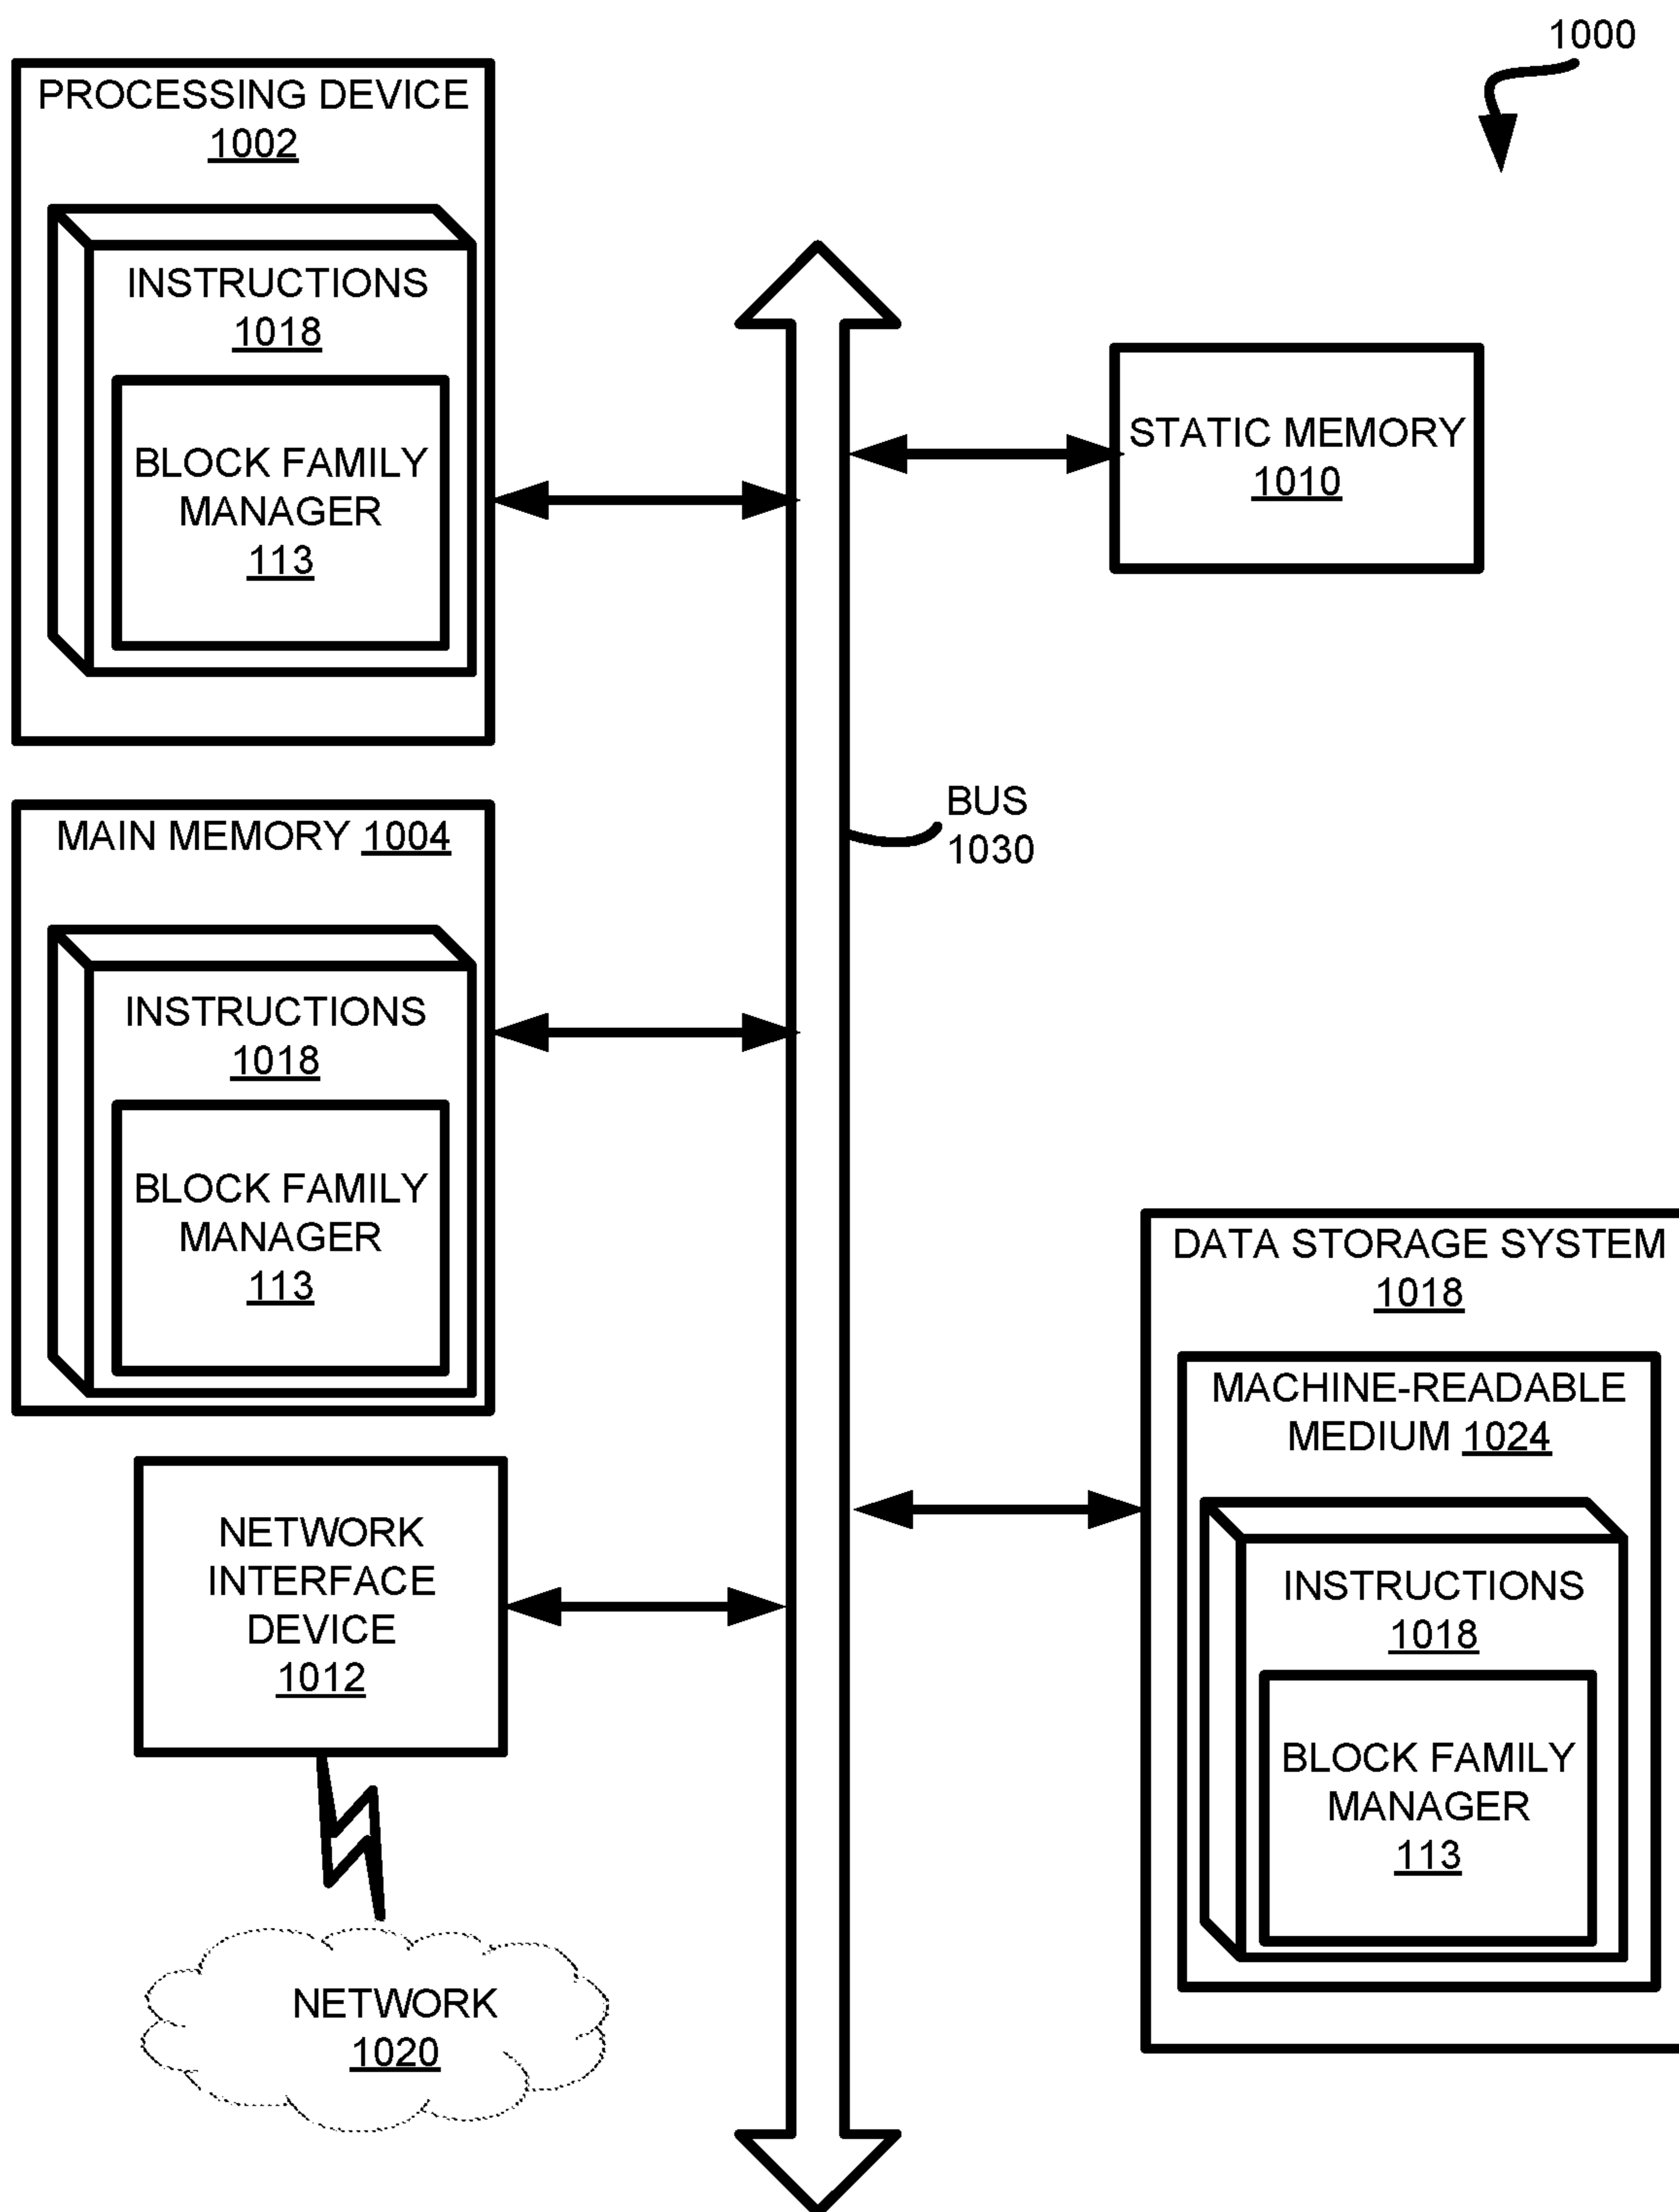 1000
PROCESSING DEVICE
1002
INSTRUCTIONS
1018
BLOCK FAMILY
MANAGER
113
STATIC MEMORY
1010
BUS
1030
MAIN MEMORY 1004
INSTRUCTIONS
1018
BLOCK FAMILY
MANAGER
113
DATA STORAGE SYSTEM
1018
MACHINE-READABLE
MEDIUM 1024
INSTRUCTIONS
1018
BLOCK FAMILY
MANAGER
113
NETWORK
INTERFACE
DEVICE
1012
NETWORK
1020